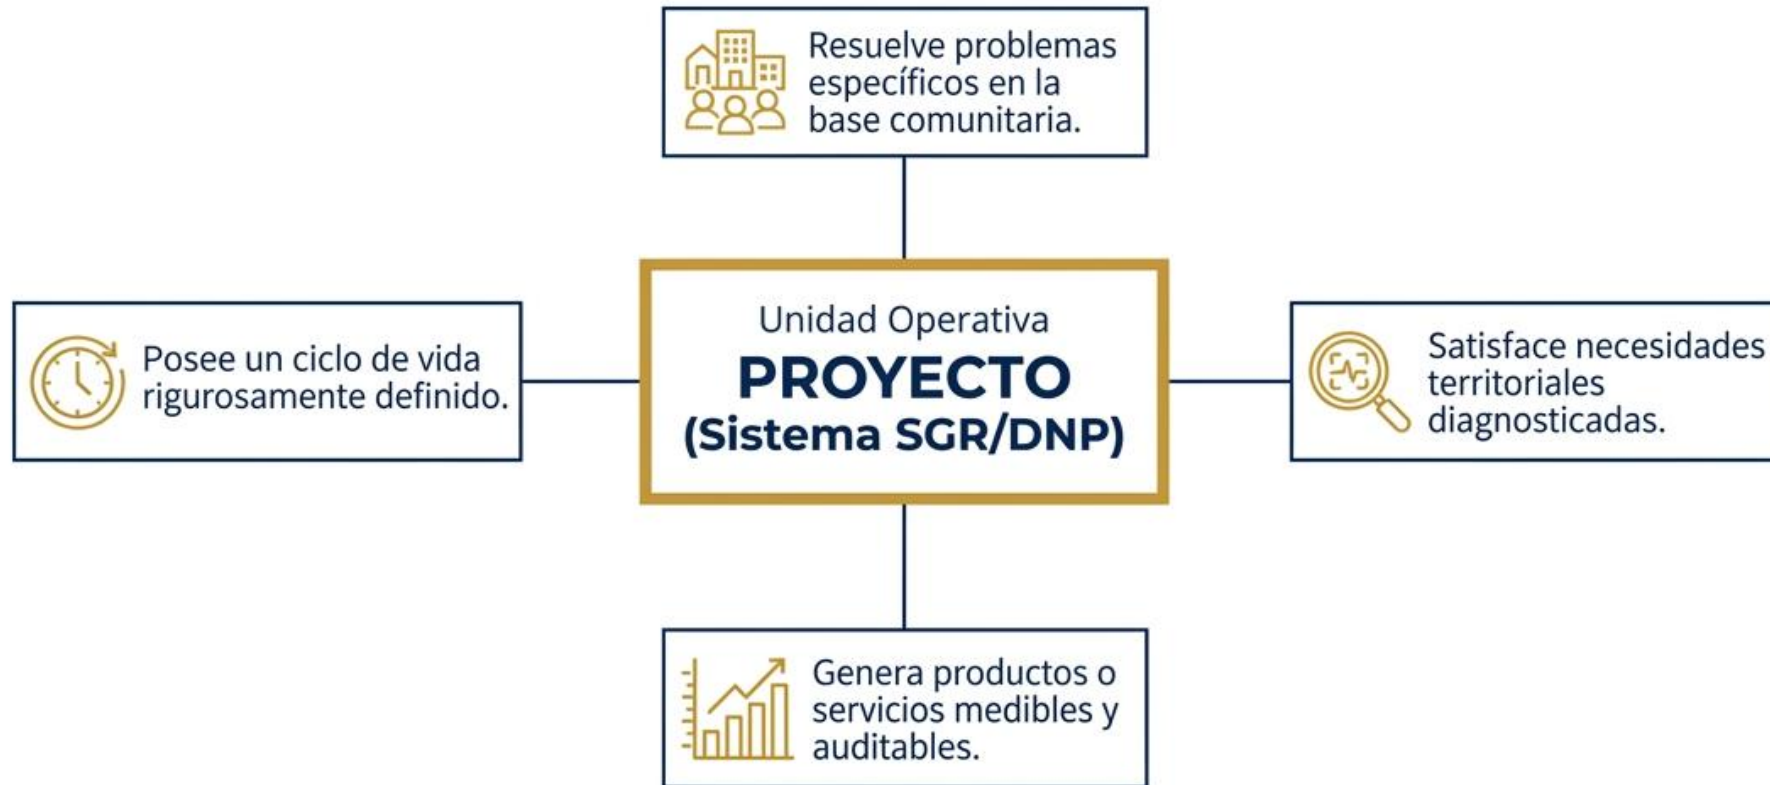 Resuelve problemas
específicos en la
base comunitaria.
Posee un ciclo de vida
rigurosamente definido.
Unidad Operativa
PROYECTO
(Sistema SGR/DNP)
Satisface necesidades
territoriales
diagnosticadas.
Genera productos o
servicios medibles y
auditables.